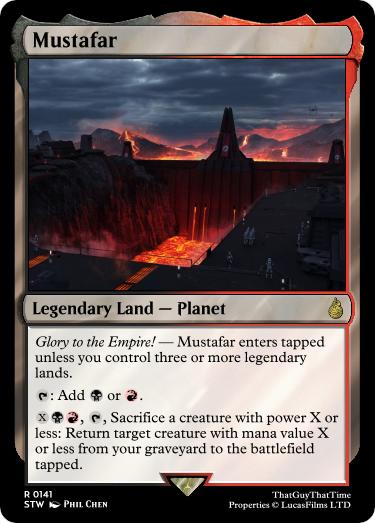 Mustafar
Legendary Land — Planet
Glory to the Empire! — Mustafar enters tapped
unless you control three or more legendary
lands.
: Add or .
X , , Sacrifice a creature with power X or
less: Return target creature with mana value X
or less from your graveyard to the battlefield
tapped.
R 0141
STW PHIL CHEN
ThatGuyThatTime
Properties © LucasFilms LTD